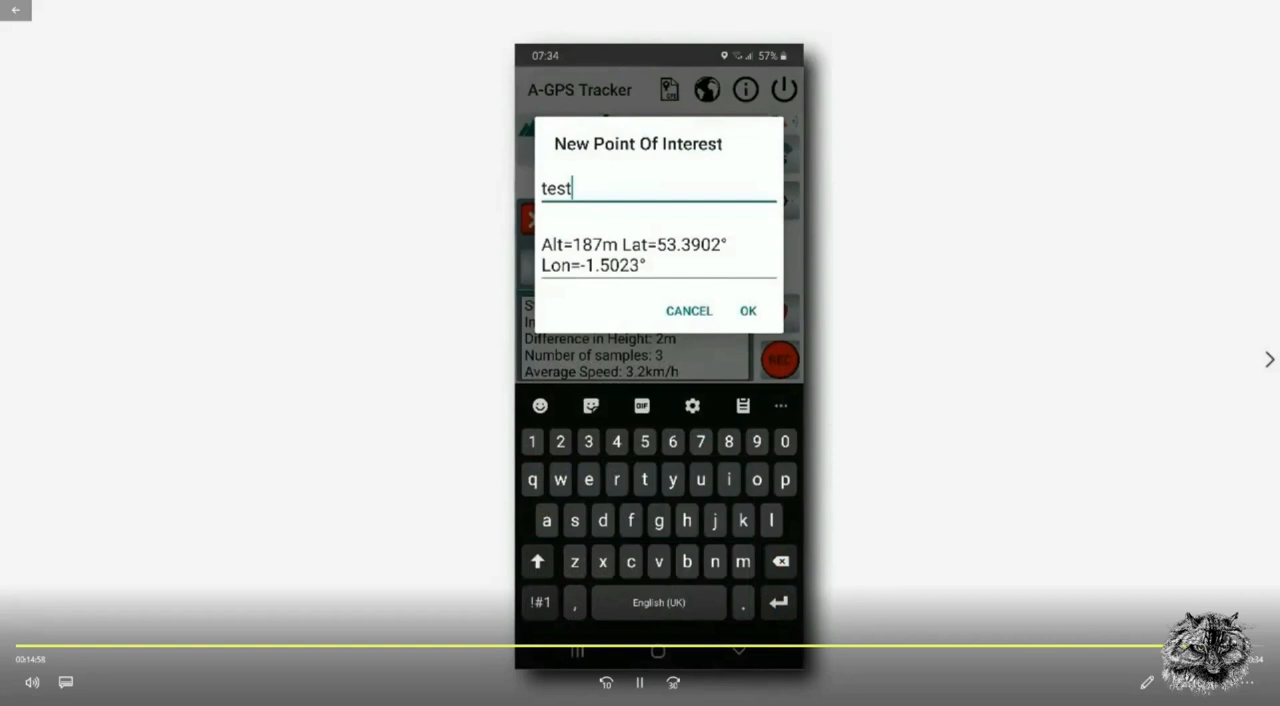 07:34
57%
A-GPS Tracker
New Point Of Interest
test
Alt=187m Lat=53.3902°
Lon=-1.5023°
CANCEL OK
Difference in Height: 2m
Number of samples: 3
Average Speed: 3.2km/h
REC
GIF
1 2 3 4 5 6 7 8 9 0
q w e r t y u i o p
a s d f g h j k l
z x c v b n m
!#1 , English (UK) .
00:14:58
10 30